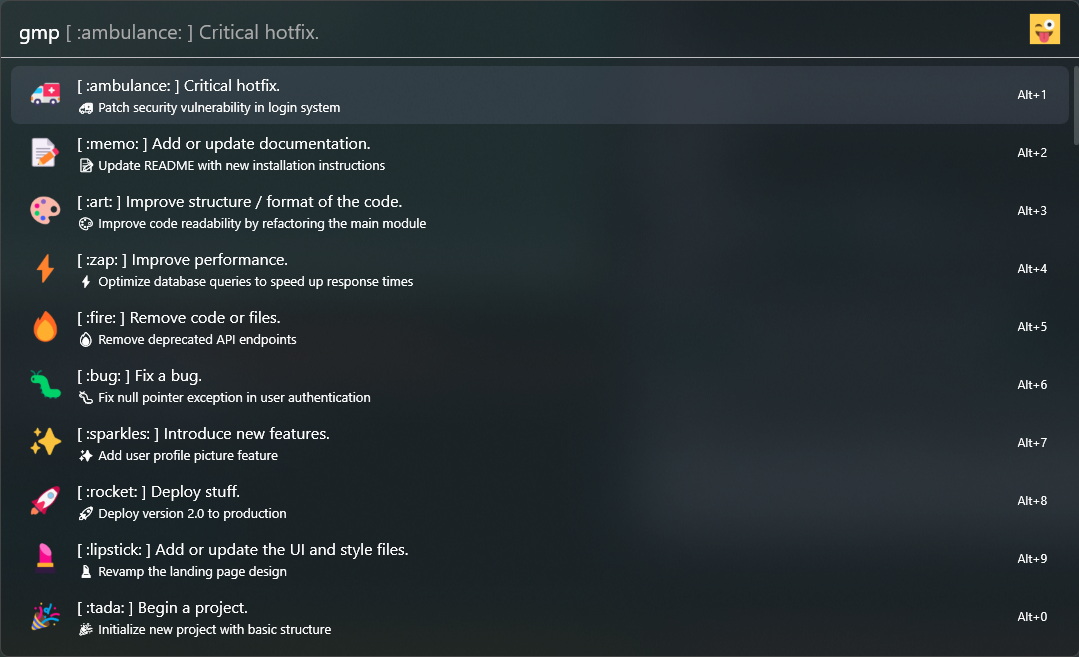 gmp [ :ambulance: ] Critical hotfix.
[ :ambulance: ] Critical hotfix.
Patch security vulnerability in login system
Alt+1
[ :memo: ] Add or update documentation.
Update README with new installation instructions
Alt+2
[ :art: ] Improve structure / format of the code.
Improve code readability by refactoring the main module
Alt+3
[ :zap: ] Improve performance.
Optimize database queries to speed up response times
Alt+4
[ :fire: ] Remove code or files.
Remove deprecated API endpoints
Alt+5
[ :bug: ] Fix a bug.
Fix null pointer exception in user authentication
Alt+6
[ :sparkles: ] Introduce new features.
Add user profile picture feature
Alt+7
[ :rocket: ] Deploy stuff.
Deploy version 2.0 to production
Alt+8
[ :lipstick: ] Add or update the UI and style files.
Revamp the landing page design
Alt+9
[ :tada: ] Begin a project.
Initialize new project with basic structure
Alt+0